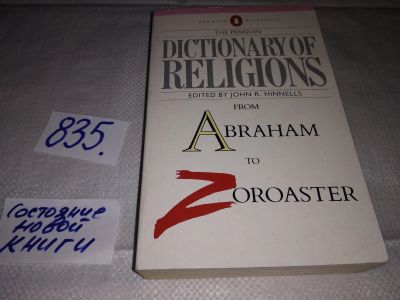 PENGUIN REFERENCE
THE PENGUIN
DICTIONARY OF
RELIGIONS
EDITED BY JOHN R. HINNELLS
FROM
ABRAHAM
TO
ZOROASTER
835.
Состояние
новой
книги